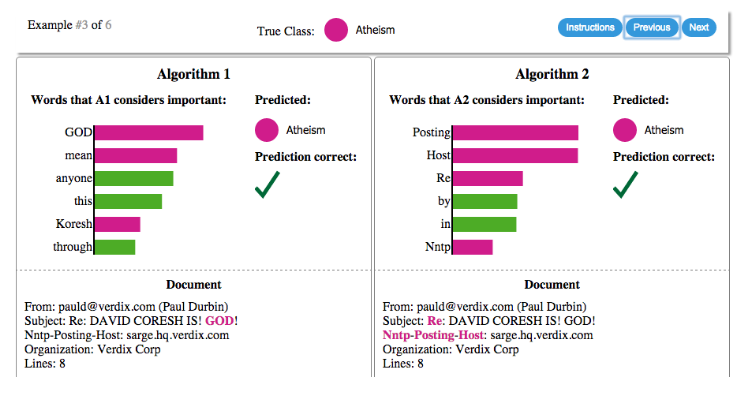 Example #3 of 6
True Class: Atheism
Instructions Previous Next
Algorithm 1
Words that A1 considers important:
Predicted:
GOD
mean
anyone
this
Koresh
through
Atheism
Prediction correct:
Document
From: pauld@verdix.com (Paul Durbin)
Subject: Re: DAVID CORESH IS! GOD!
Nntp-Posting-Host: sarge.hq.verdix.com
Organization: Verdix Corp
Lines: 8
Algorithm 2
Words that A2 considers important:
Predicted:
Posting
Host
Re
by
in
Nntp
Atheism
Prediction correct:
Document
From: pauld@verdix.com (Paul Durbin)
Subject: Re: DAVID CORESH IS! GOD!
Nntp-Posting-Host: sarge.hq.verdix.com
Organization: Verdix Corp
Lines: 8